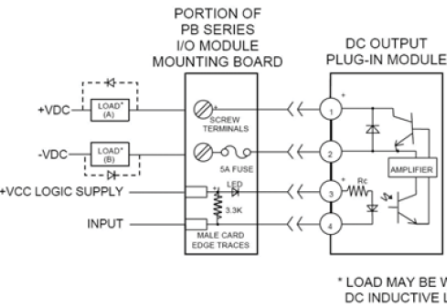 PORTION OF
PB SERIES
I/O MODULE
MOUNTING BOARD
DC OUTPUT
PLUG-IN MODULE
+VDC
LOAD*
(A)
+
SCREW
TERMINALS
1
*
-VDC
LOAD*
(B)
5A FUSE
2
AMPLIFIER
+VCC LOGIC SUPPLY
LED
3
*
Rc
3.3K
INPUT
4
MALE CARD
EDGE TRACES
* LOAD MAY BE W
DC INDUCTIVE L